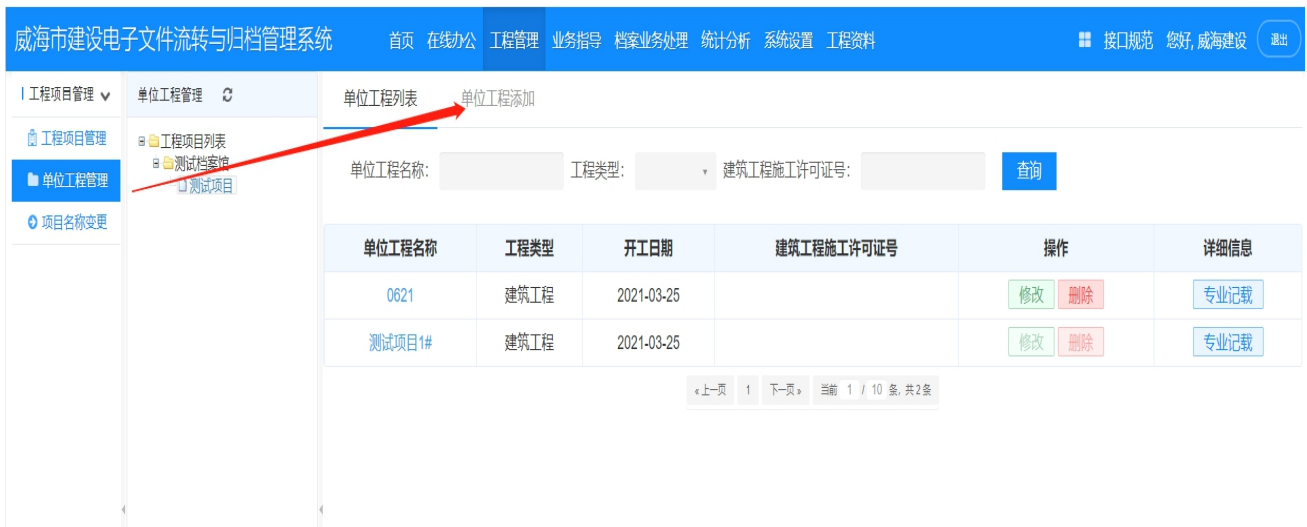 威海市建设电子文件流转与归档管理系统 首页 在线办公 工程管理 业务指导 档案业务处理 统计分析 系统设置 工程资料 接口规范 您好, 威海建设 退出
工程项目管理 单位工程管理 单位工程列表 单位工程添加
工程项目管理 工程项目列表
测试档案馆
单位工程管理 测试项目 单位工程名称: 工程类型: 建筑工程施工许可证号: 查询
项目名称变更
单位工程名称 工程类型 开工日期 建筑工程施工许可证号 操作 详细信息
0621 建筑工程 2021-03-25 修改 删除 专业记载
测试项目1# 建筑工程 2021-03-25 修改 删除 专业记载
«上一页 1 下一页» 当前 1 / 10 条, 共2条